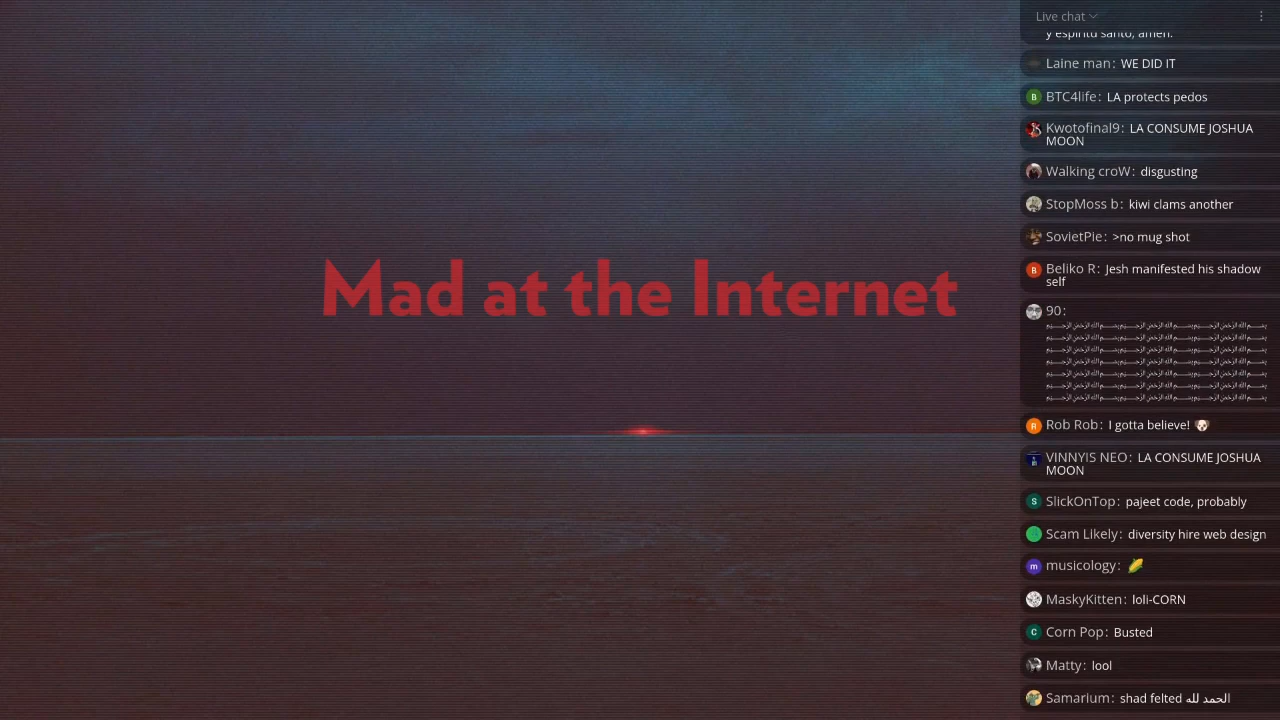 Live chat
y espíritu santo, amén.
Laine man: WE DID IT
B BTC4life: LA protects pedos
Kwotofinal9: LA CONSUME JOSHUA
MOON
Walking croW: disgusting
StopMoss b: kiwi clams another
SovietPie: >no mug shot
B Beliko R: Jesh manifested his shadow
self
90:
﷽﷽﷽
﷽﷽﷽
﷽﷽﷽
﷽﷽﷽
﷽﷽﷽
﷽﷽﷽
﷽﷽﷽
R Rob Rob: I gotta believe! 🐶
VINNYIS NEO: LA CONSUME JOSHUA
MOON
S SlickOnTop: pajeet code, probably
Scam Likely: diversity hire web design
m musicology: 🌽
MaskyKitten: loli-CORN
C Corn Pop: Busted
Matty: lool
Samarium: shad felted الحمد لله
Mad at the Internet